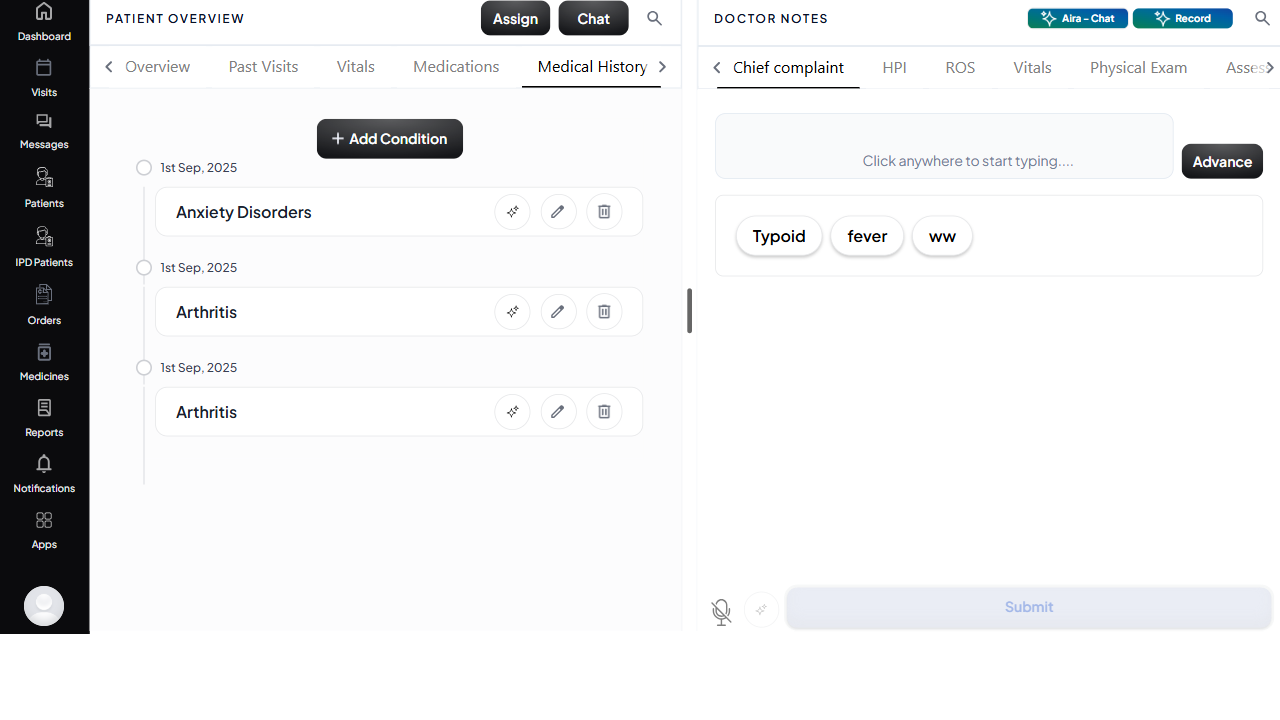 Dashboard
Visits
Messages
Patients
IPD Patients
Orders
Medicines
Reports
Notifications
Apps
PATIENT OVERVIEW
Assign
Chat
Overview
Past Visits
Vitals
Medications
Medical History
+ Add Condition
1st Sep, 2025
Anxiety Disorders
1st Sep, 2025
Arthritis
1st Sep, 2025
Arthritis
DOCTOR NOTES
Aira - Chat
Record
Chief complaint
HPI
ROS
Vitals
Physical Exam
Click anywhere to start typing....
Advance
Typoid
fever
ww
Submit